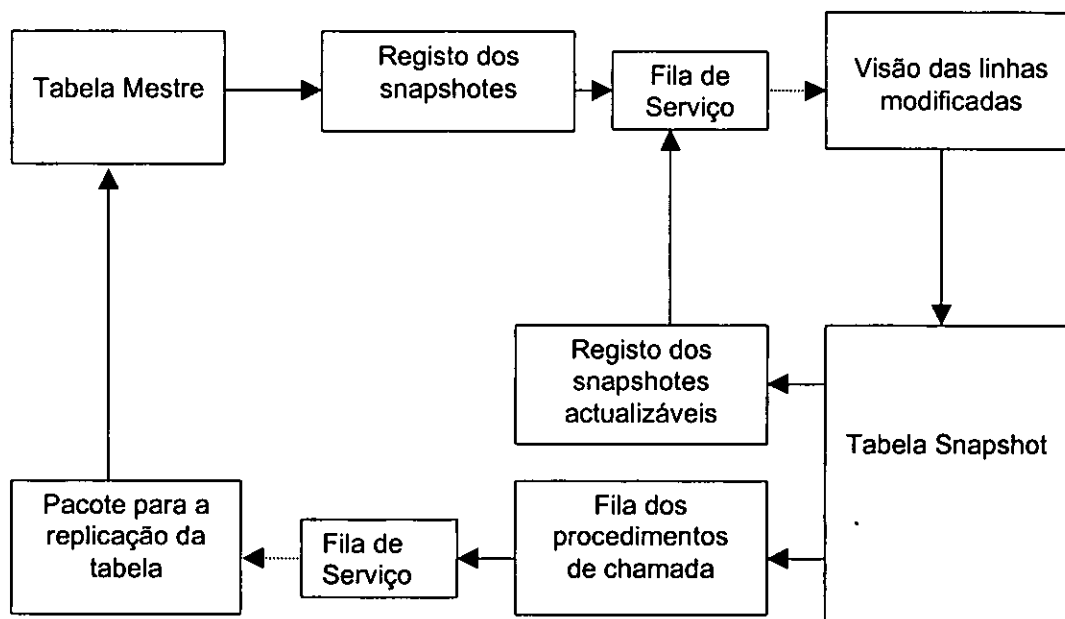 Tabela Mestre
Registo dos
snapshotes
Fila de
Serviço
Visão das linhas
modificadas
Registo dos
snapshotes
actualizáveis
Tabela Snapshot
Pacote para a
replicação da
tabela
Fila de
Serviço
Fila dos
procedimentos
de chamada